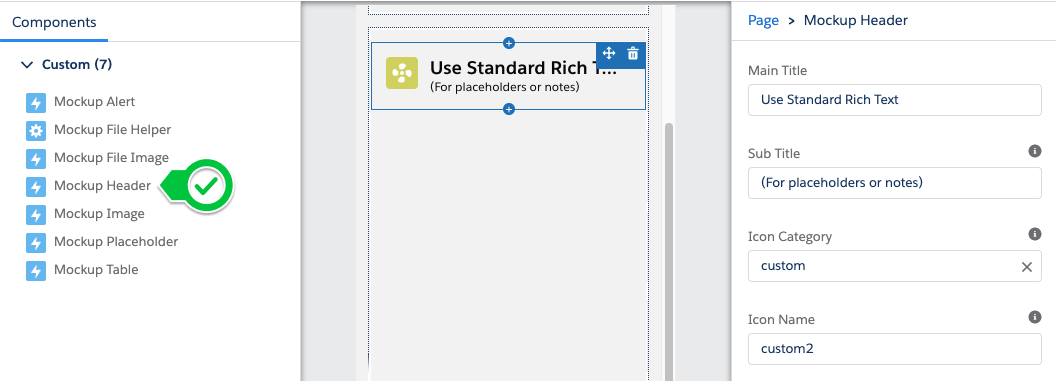 Components
Custom (7)
Mockup Alert
Mockup File Helper
Mockup File Image
Mockup Header
Mockup Image
Mockup Placeholder
Mockup Table
Use Standard Rich T...
(For placeholders or notes)
Page > Mockup Header
Main Title
Use Standard Rich Text
Sub Title
(For placeholders or notes)
Icon Category
custom
Icon Name
custom2